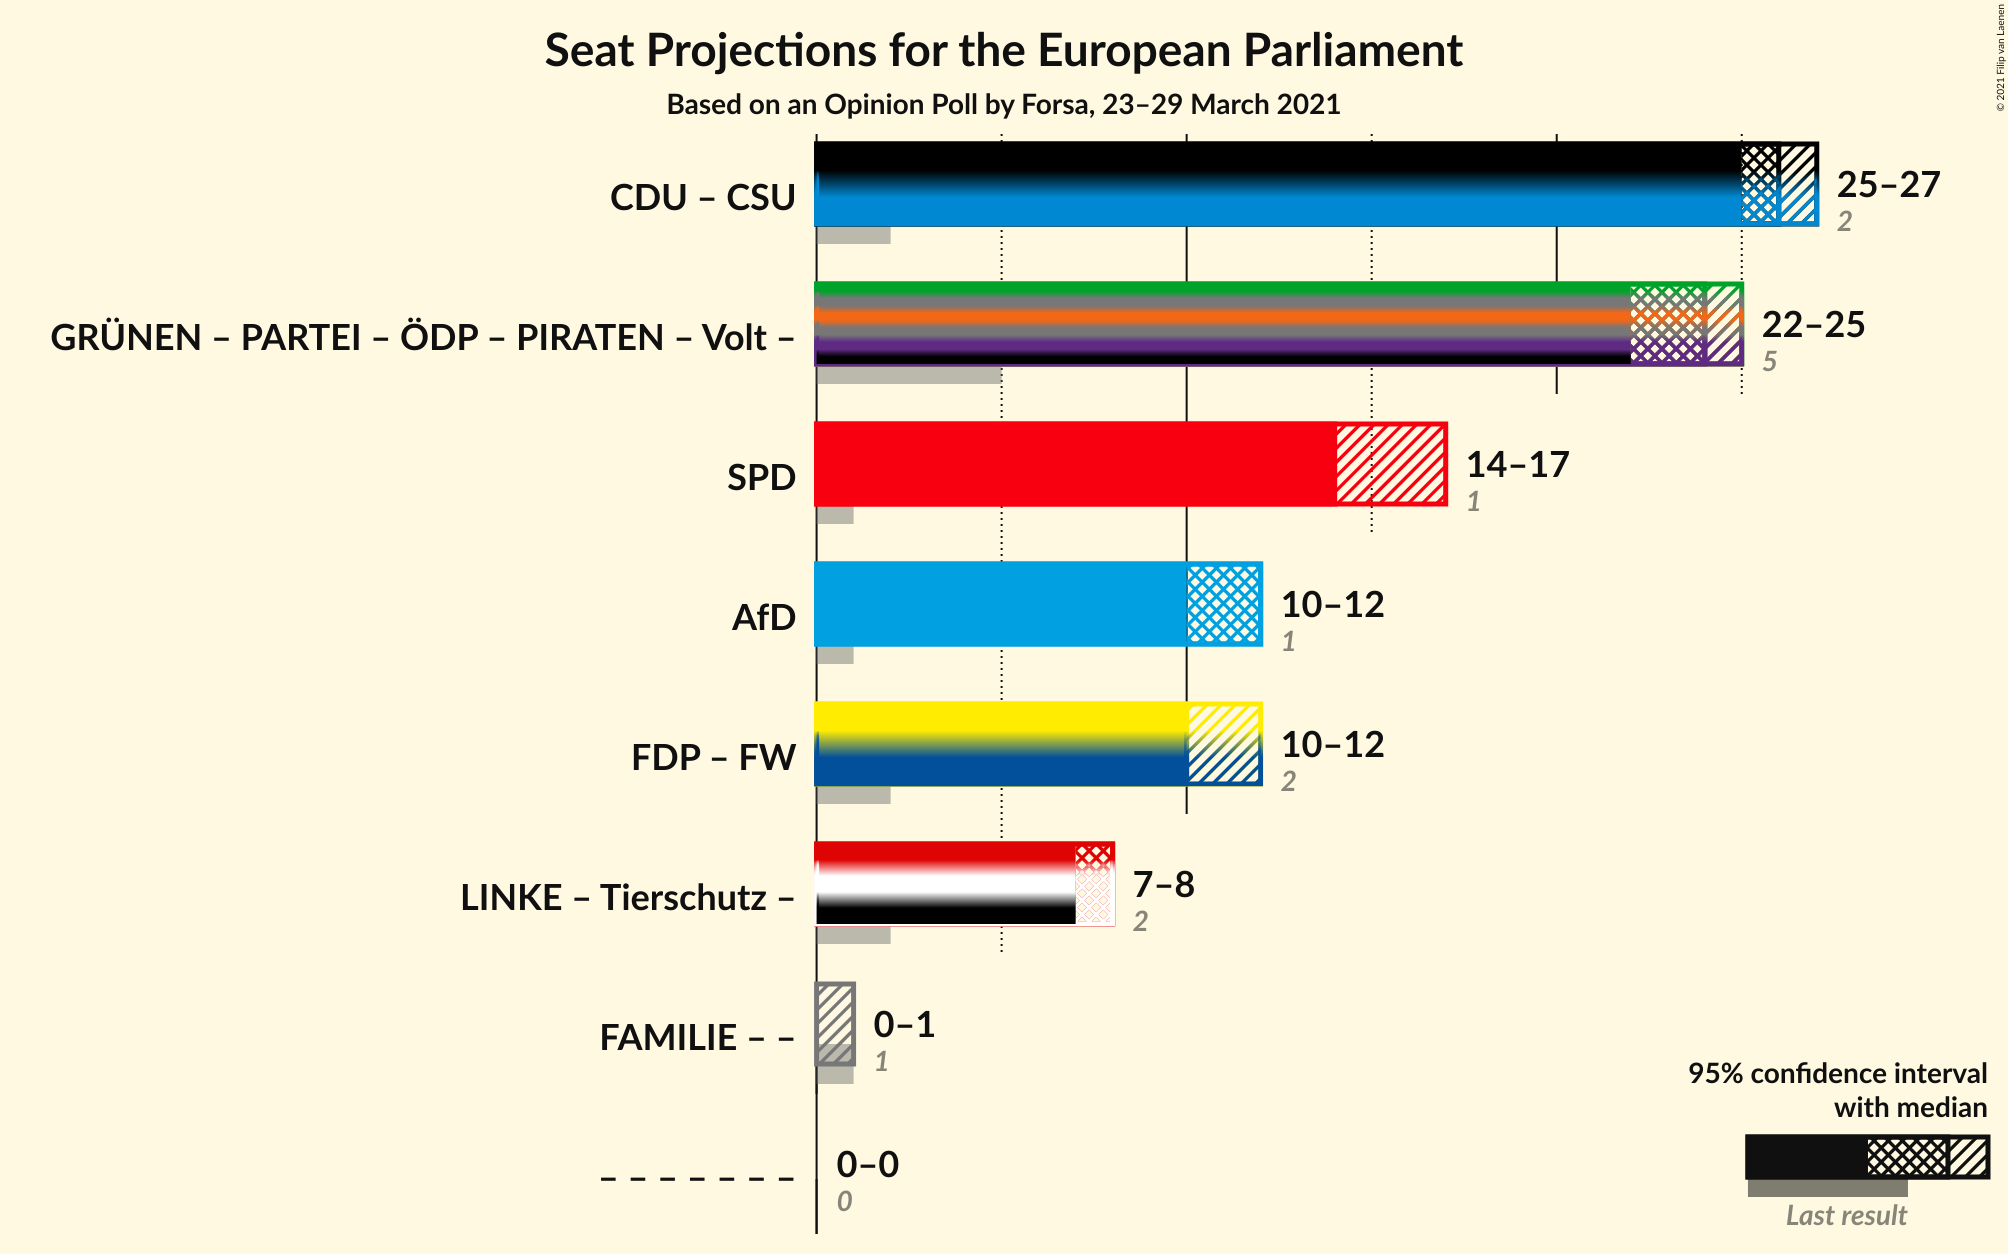 Seat Projections for the European Parliament
Based on an Opinion Poll by Forsa, 23–29 March 2021
© 2021 Filip van Laenen
CDU – CSU
25–27
2
GRÜNEN – PARTEI – ÖDP – PIRATEN – Volt –
22–25
5
SPD
14–17
1
AfD
10–12
1
FDP – FW
10–12
2
LINKE – Tierschutz –
7–8
2
FAMILIE – –
0–1
1
– – – – – – –
0–0
0
95% confidence interval
with median
Last result